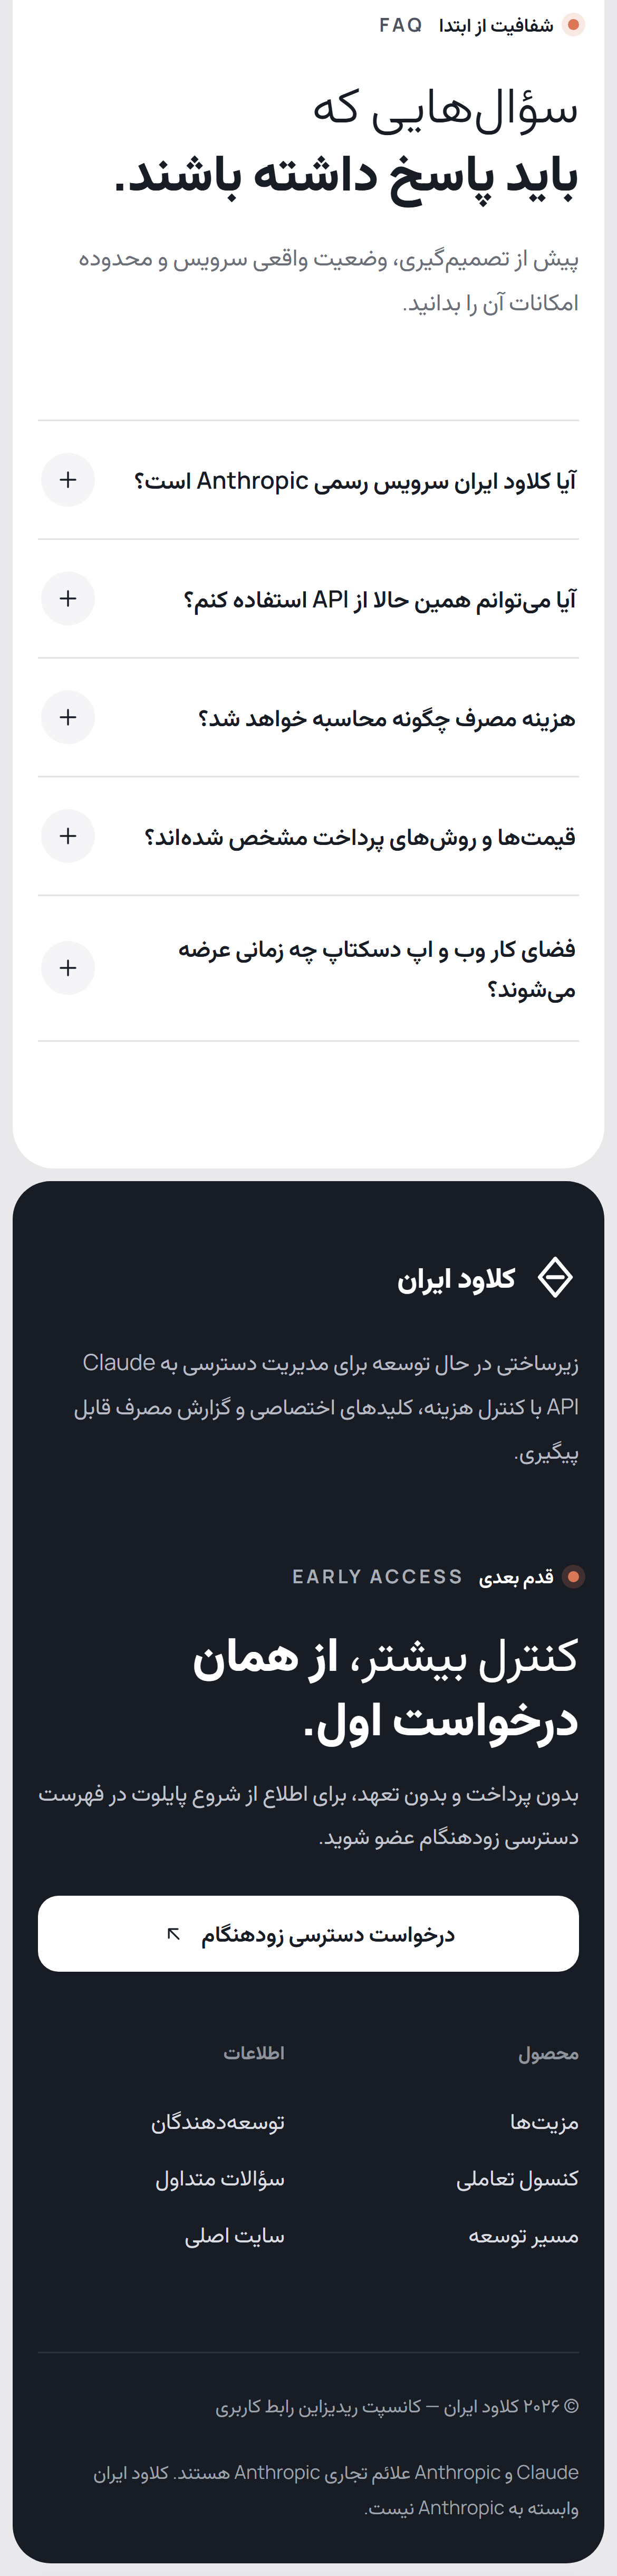 شفافیت از ابتدا FAQ
سؤال‌هایی که
باید پاسخ داشته باشند.
پیش از تصمیم‌گیری، وضعیت واقعی سرویس و محدوده
امکانات آن را بدانید.
آیا کلاود ایران سرویس رسمی Anthropic است؟
آیا می‌توانم همین حالا از API استفاده کنم؟
هزینه مصرف چگونه محاسبه خواهد شد؟
قیمت‌ها و روش‌های پرداخت مشخص شده‌اند؟
فضای کار وب و اپ دسکتاپ چه زمانی عرضه
می‌شوند؟
کلاود ایران
زیرساختی در حال توسعه برای مدیریت دسترسی به Claude
API با کنترل هزینه، کلیدهای اختصاصی و گزارش مصرف قابل
پیگیری.
قدم بعدی EARLY ACCESS
کنترل بیشتر، از همان
درخواست اول.
بدون پرداخت و بدون تعهد، برای اطلاع از شروع پایلوت در فهرست
دسترسی زودهنگام عضو شوید.
درخواست دسترسی زودهنگام
محصول
مزیت‌ها
کنسول تعاملی
مسیر توسعه
اطلاعات
توسعه‌دهندگان
سؤالات متداول
سایت اصلی
© ۲۰۲۶ کلاود ایران — کانسپت ریدیزاین رابط کاربری
Claude و Anthropic علائم تجاری Anthropic هستند. کلاود ایران
وابسته به Anthropic نیست.